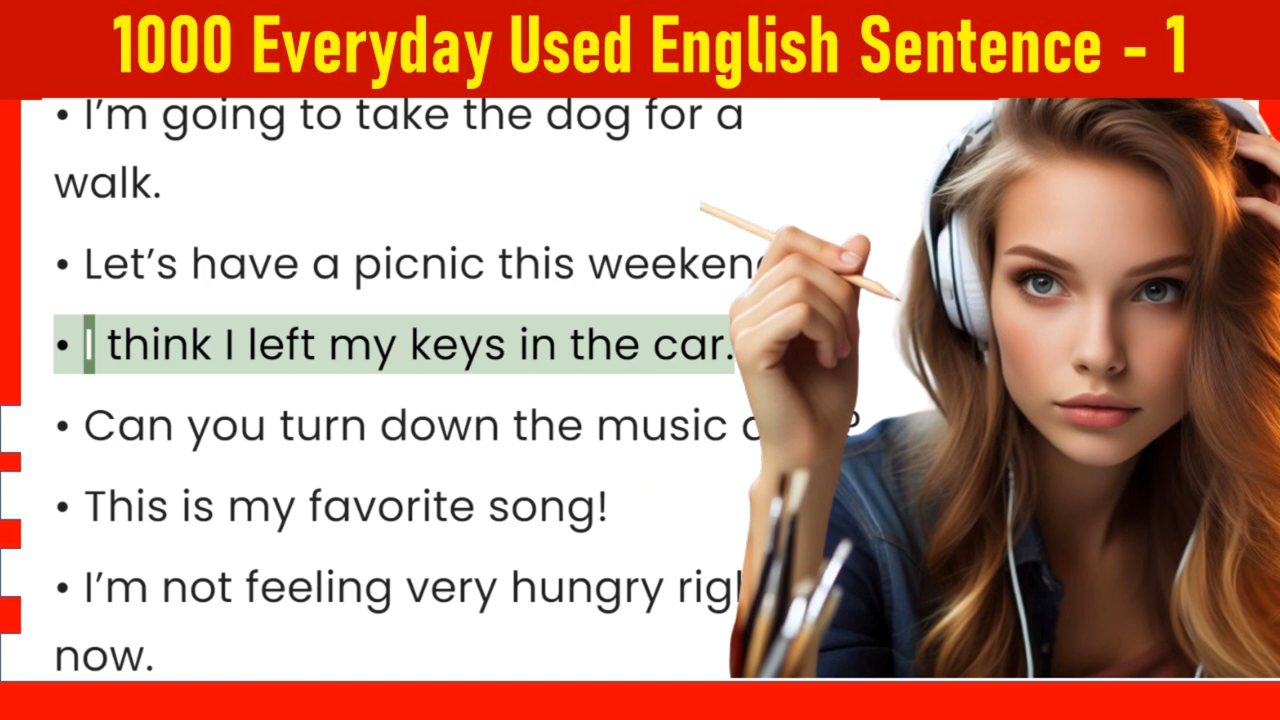 1000 Everyday Used English Sentence - 1
• I’m going to take the dog for a
walk.
• Let’s have a picnic this
• I think I left my keys in the car.
• Can you turn down the music
• This is my favorite song!
• I’m not feeling very hungry
now.